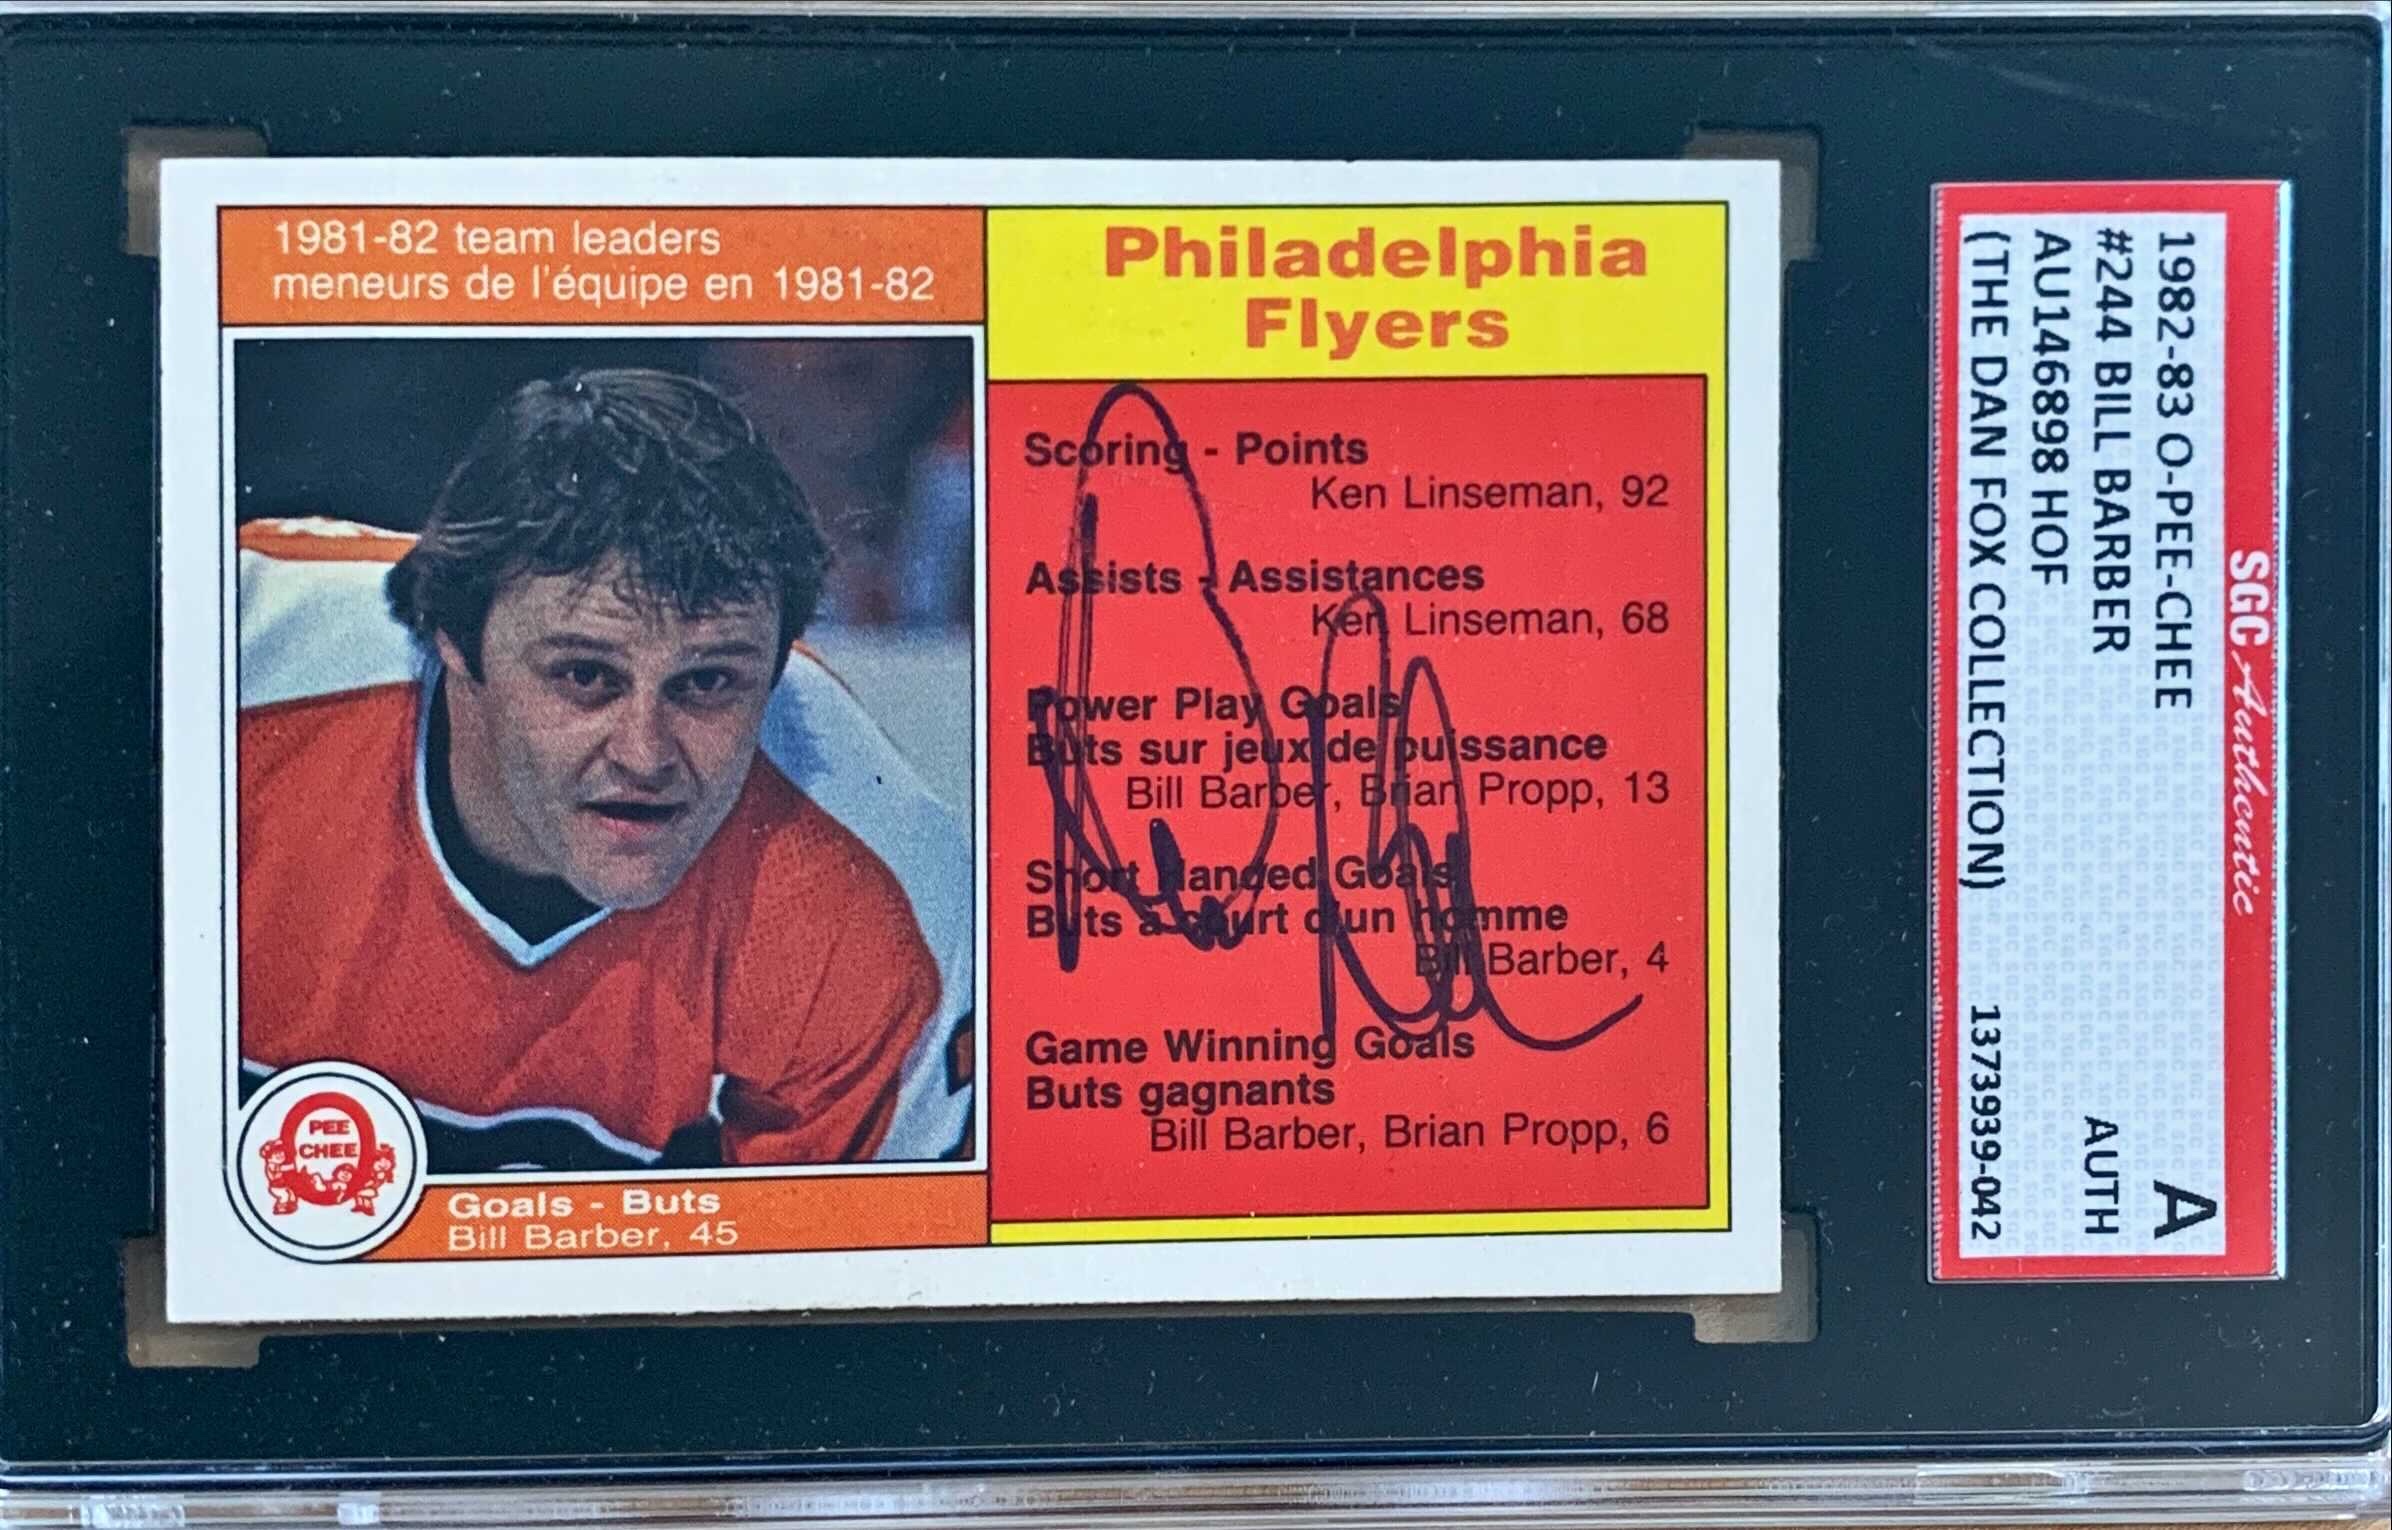 1981-82 team leaders
meneurs de l'équipe en 1981-82
Philadelphia
Flyers
Scoring - Points
Ken Linseman, 92
Assists - Assistances
Ken Linseman, 68
Power Play Goals
Buts sur jeux de puissance
Bill Barber, Brian Propp, 13
Short Handed Goals
Buts à court d'un homme
Bill Barber, 4
Game Winning Goals
Buts gagnants
Bill Barber, Brian Propp, 6
O
PEE
CHEE
Goals - Buts
Bill Barber, 45
SGC Authentic
1982-83 O-PEE-CHEE A
#244 BILL BARBER AUTH
AU146898 HOF
(THE DAN FOX COLLECTION) 1373939-042